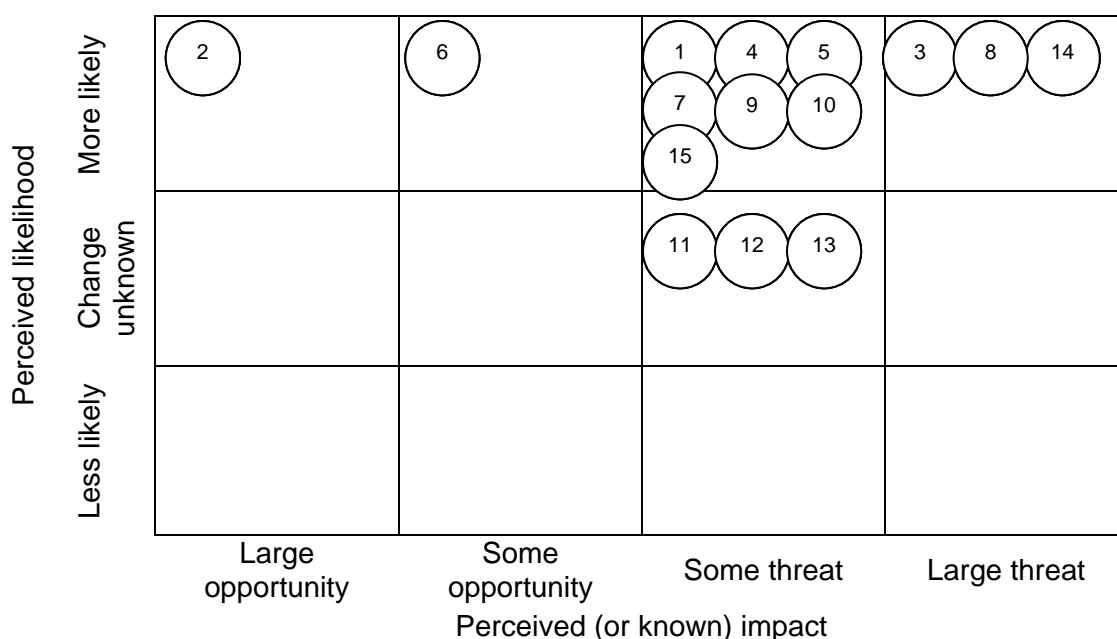 Perceived likelihood
More likely
2
6
1 4 5
3 8 14
7 9 10
15
Change
unknown
11 12 13
Less likely
Large
opportunity
Some
opportunity
Some threat
Large threat
Perceived (or known) impact